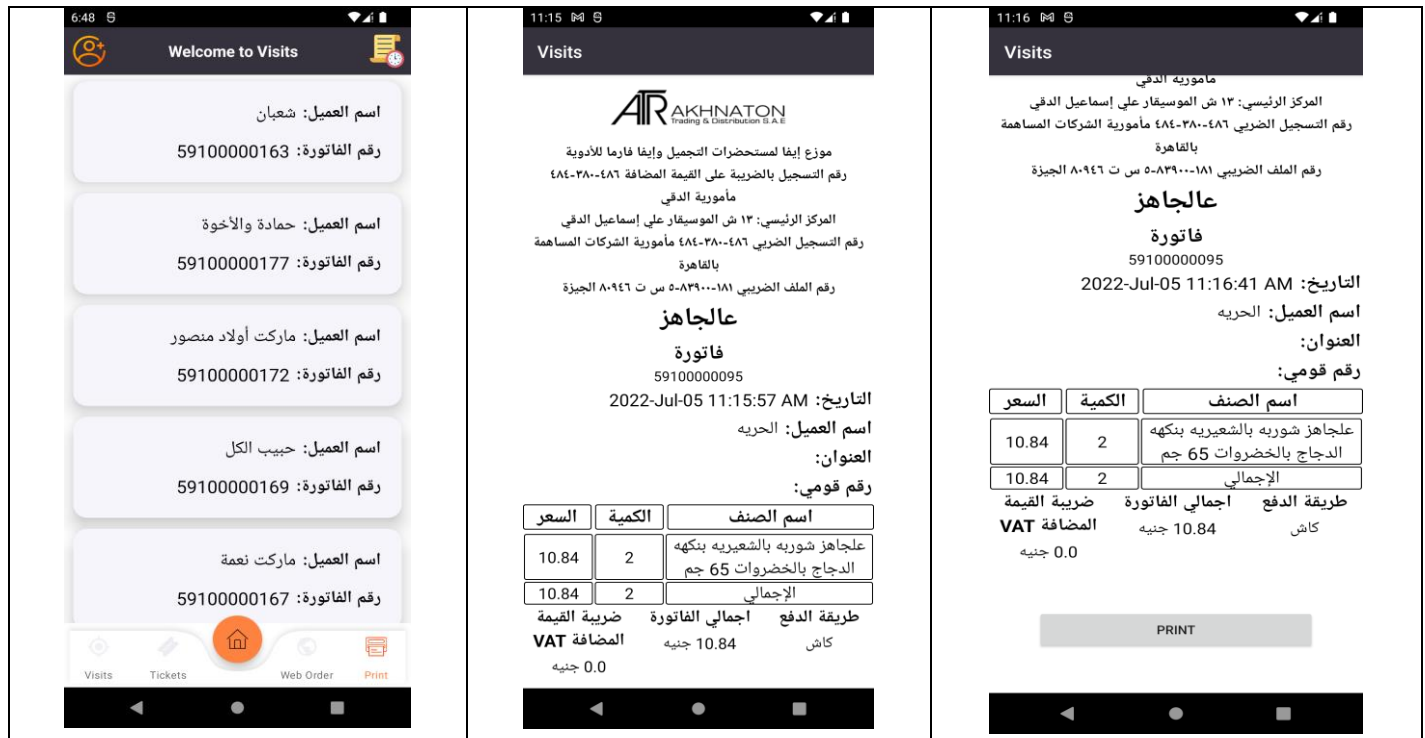 6:48
Welcome to Visits
اسم العميل: شعبان
رقم الفاتورة: 59100000163
اسم العميل: حمادة والأخوة
رقم الفاتورة: 59100000177
اسم العميل: ماركت أولاد منصور
رقم الفاتورة: 59100000172
اسم العميل: حبيب الكل
رقم الفاتورة: 59100000169
اسم العميل: ماركت نعمة
رقم الفاتورة: 59100000167
Visits Tickets Web Order Print
11:15
Visits
ATR AKHNATON
Trading & Distribution S.A.E
موزع إيفا لمستحضرات التجميل وإيفا فارما للأدوية
رقم التسجيل بالضريبة على القيمة المضافة ٤٨٦-٣٨٠-٤٨٤
مأمورية الدقي
المركز الرئيسي: ١٣ ش الموسيقار علي إسماعيل الدقي
رقم التسجيل الضريبي ٤٨٦-٣٨٠-٤٨٤ مأمورية الشركات المساهمة
بالقاهرة
رقم الملف الضريبي ١٨١-٨٣٩٠٠-٥ س ت ٨٠٩٤٦ الجيزة
عالجاهز
فاتورة
59100000095
التاريخ: 2022-Jul-05 11:15:57 AM
اسم العميل: الحريه
العنوان:
رقم قومي:
اسم الصنف الكمية السعر
علجاهز شوربه بالشعيريه بنكهه
الدجاج بالخضروات 65 جم 2 10.84
الإجمالي 2 10.84
طريقة الدفع اجمالي الفاتورة ضريبة القيمة
المضافة VAT
كاش 10.84 جنيه
0.0 جنيه
11:16
Visits
مأمورية الدقي
المركز الرئيسي: ١٣ ش الموسيقار علي إسماعيل الدقي
رقم التسجيل الضريبي ٤٨٦-٣٨٠-٤٨٤ مأمورية الشركات المساهمة
بالقاهرة
رقم الملف الضريبي ١٨١-٨٣٩٠٠-٥ س ت ٨٠٩٤٦ الجيزة
عالجاهز
فاتورة
59100000095
التاريخ: 2022-Jul-05 11:16:41 AM
اسم العميل: الحريه
العنوان:
رقم قومي:
اسم الصنف الكمية السعر
علجاهز شوربه بالشعيريه بنكهه
الدجاج بالخضروات 65 جم 2 10.84
الإجمالي 2 10.84
طريقة الدفع اجمالي الفاتورة ضريبة القيمة
المضافة VAT
كاش 10.84 جنيه
0.0 جنيه
PRINT